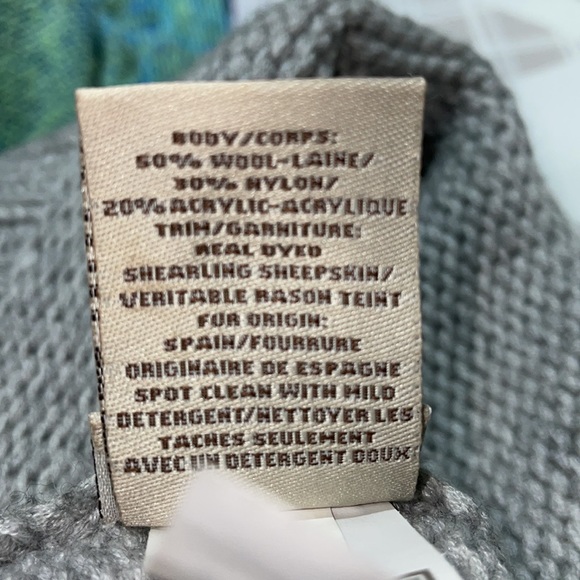 BODY/CORPS:
50% WOOL-LAINE/
30% NYLON/
20% ACRYLIC-ACRYLIQUE
TRIM/GARNITURE:
REAL DYED
SHEARLING SHEEPSKIN/
VERITABLE RASON TEINT
FUR ORIGIN:
SPAIN/FOURRURE
ORIGINAIRE DE ESPAGNE
SPOT CLEAN WITH MILD
DETERGENT/NETTOYER LES
TACHES SEULEMENT
AVEC UN DETERGENT DOUX